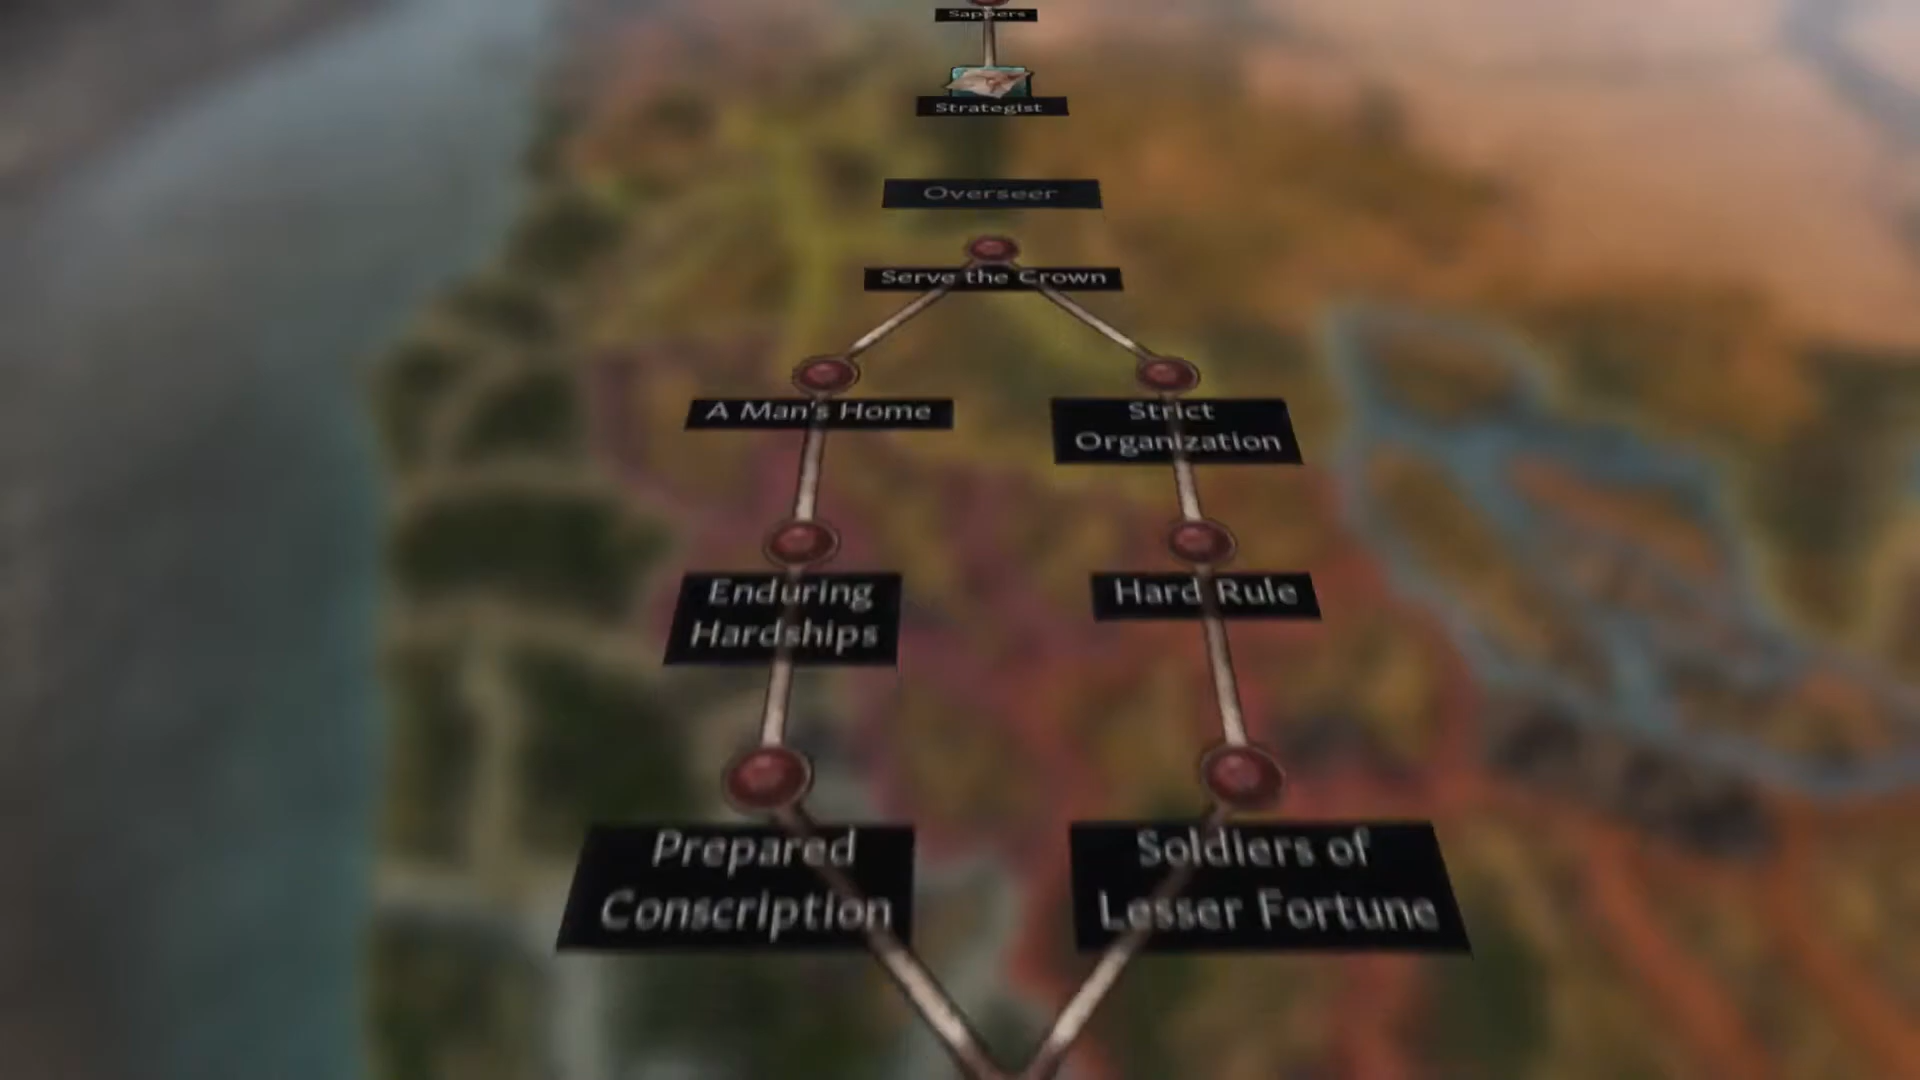 Sappers
Strategist
Overseer
Serve the Crown
A Man's Home
Strict
Organization
Enduring
Hardships
Hard Rule
Prepared
Conscription
Soldiers of
Lesser Fortune